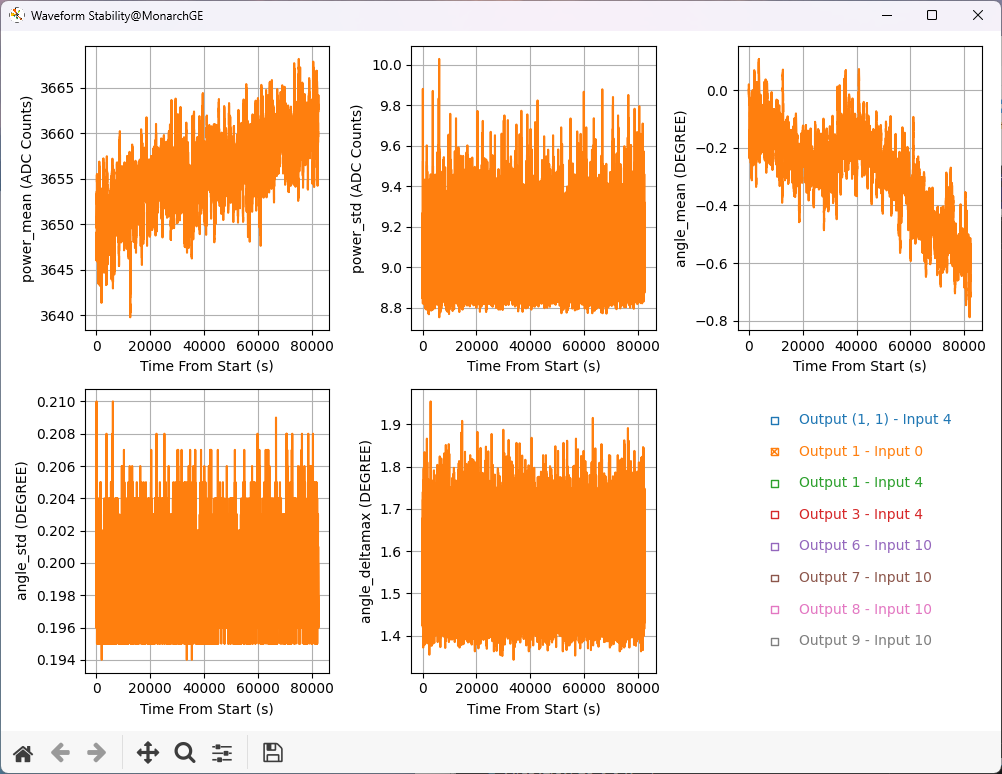 Waveform Stability@MonarchGE
power_mean (ADC Counts)
3665
3660
3655
3650
3645
3640
0 20000 40000 60000 80000
Time From Start (s)
power_std (ADC Counts)
10.0
9.8
9.6
9.4
9.2
9.0
8.8
0 20000 40000 60000 80000
Time From Start (s)
angle_mean (DEGREE)
0.0
−0.2
−0.4
−0.6
−0.8
0 20000 40000 60000 80000
Time From Start (s)
angle_std (DEGREE)
0.210
0.208
0.206
0.204
0.202
0.200
0.198
0.196
0.194
0 20000 40000 60000 80000
Time From Start (s)
angle_deltamax (DEGREE)
1.9
1.8
1.7
1.6
1.5
1.4
0 20000 40000 60000 80000
Time From Start (s)
Output (1, 1) - Input 4
Output 1 - Input 0
Output 1 - Input 4
Output 3 - Input 4
Output 6 - Input 10
Output 7 - Input 10
Output 8 - Input 10
Output 9 - Input 10